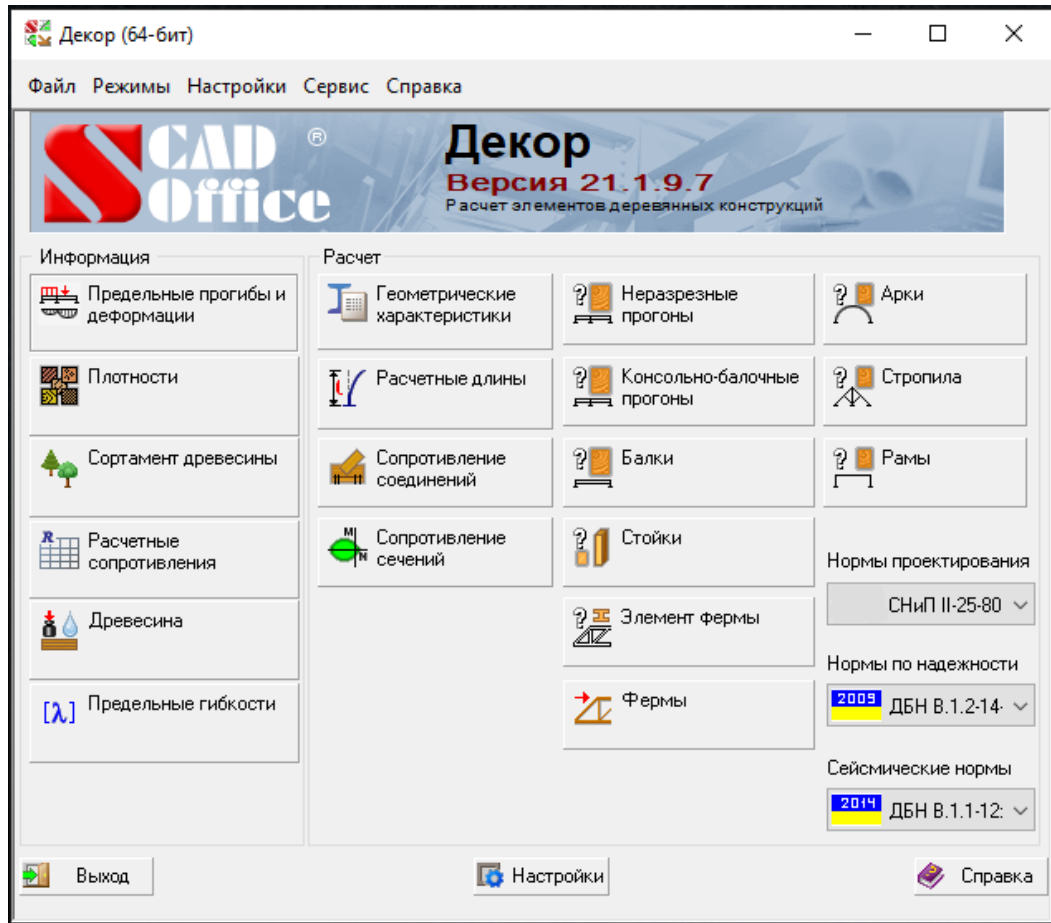 Декор (64-бит)
Файл Режимы Настройки Сервис Справка
SCAD ®
Office
Декор
Версия 21.1.9.7
Расчет элементов деревянных конструкций
Информация
Предельные прогибы и
деформации
Плотности
Сортамент древесины
R
Расчетные
сопротивления
Древесина
[λ]
Предельные гибкости
Расчет
Геометрические
характеристики
Расчетные длины
Сопротивление
соединений
M
N
Сопротивление
сечений
?
Неразрезные
прогоны
?
Консольно-балочные
прогоны
?
Балки
?
Стойки
?
Элемент фермы
Фермы
?
Арки
?
Стропила
?
Рамы
Нормы проектирования
СНиП II-25-80
Нормы по надежности
2009 ДБН В.1.2-14-
Сейсмические нормы
2014 ДБН В.1.1-12:
Выход
Настройки
Справка